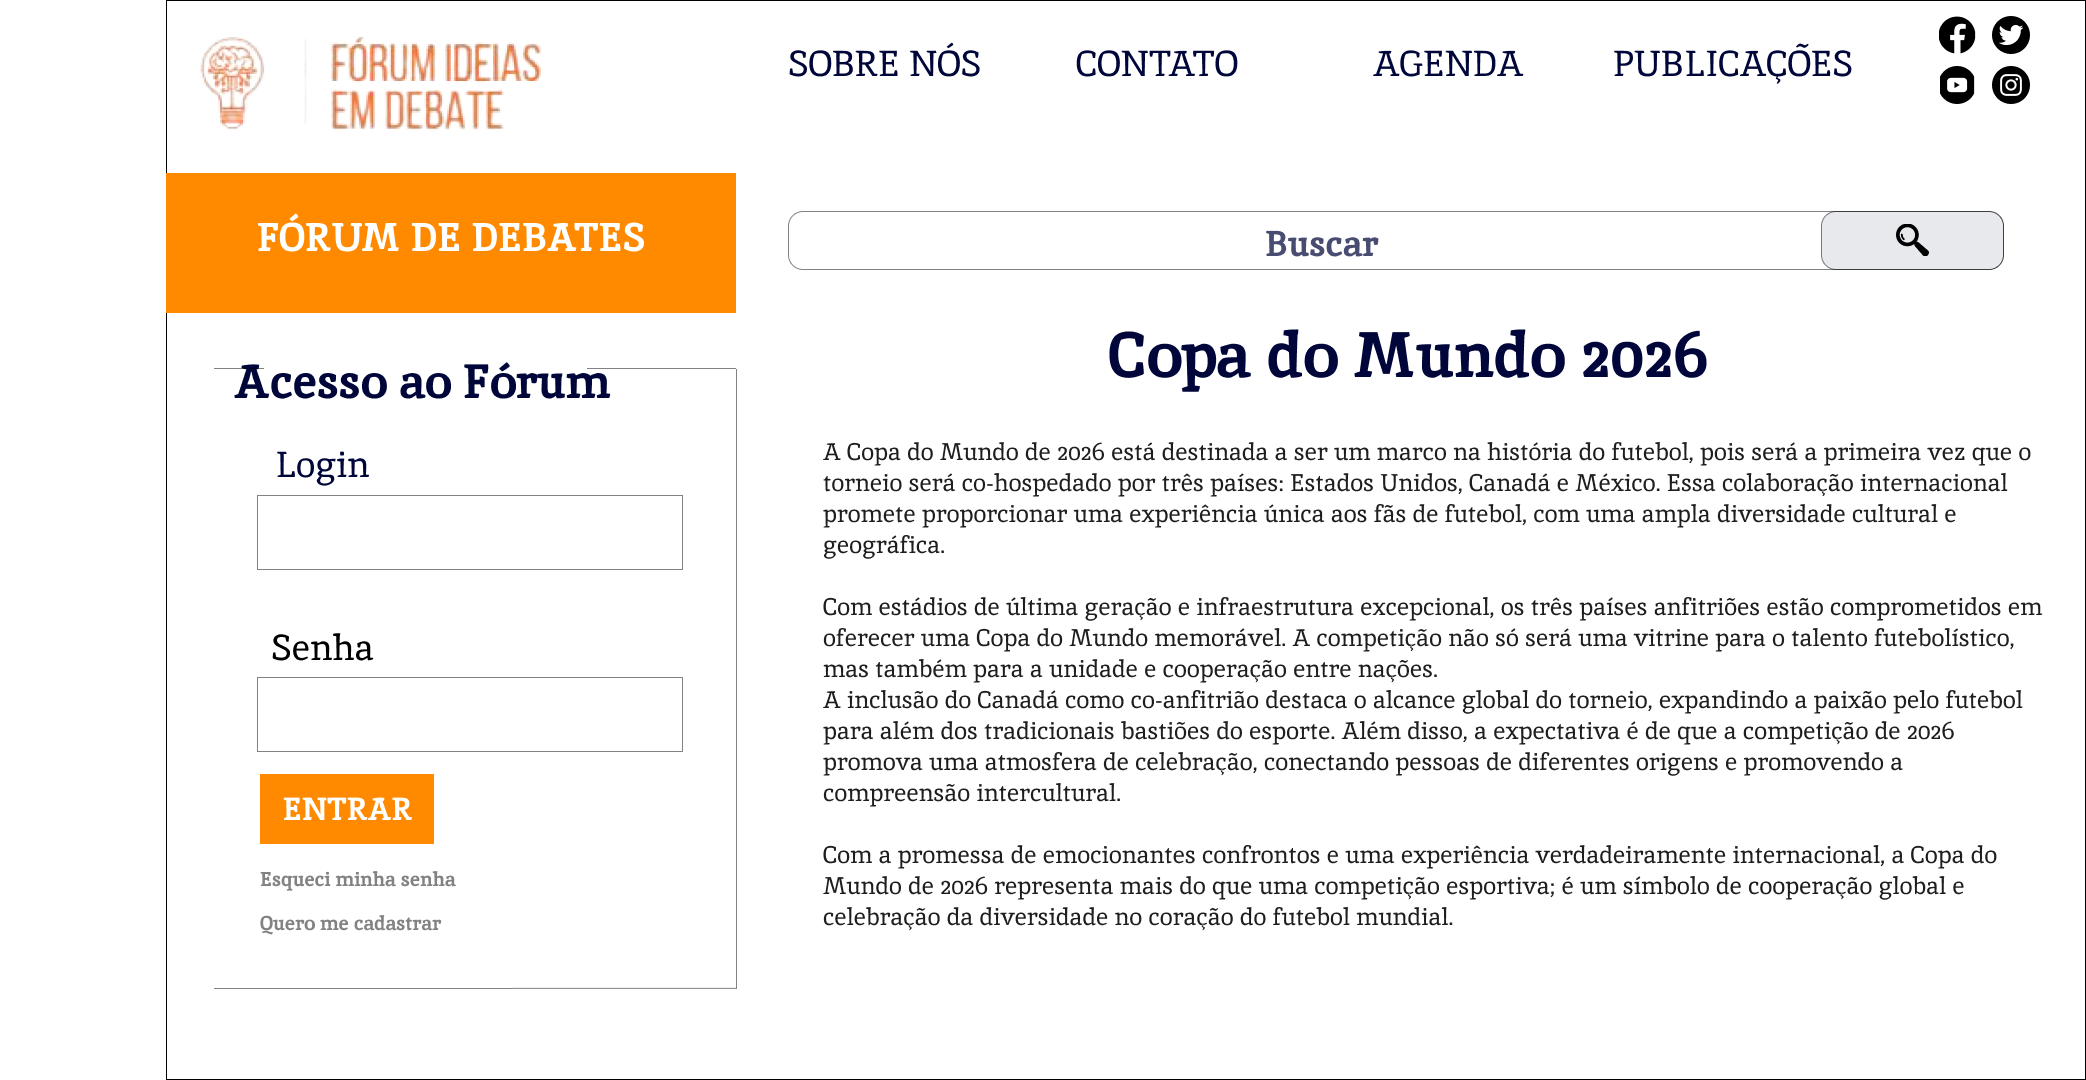 FÓRUM IDEIAS
EM DEBATE
SOBRE NÓS
CONTATO
AGENDA
PUBLICAÇÕES
FÓRUM DE DEBATES
Buscar
Acesso ao Fórum
Login
Senha
ENTRAR
Esqueci minha senha
Quero me cadastrar
Copa do Mundo 2026
A Copa do Mundo de 2026 está destinada a ser um marco na história do futebol, pois será a primeira vez que o
torneio será co-hospedado por três países: Estados Unidos, Canadá e México. Essa colaboração internacional
promete proporcionar uma experiência única aos fãs de futebol, com uma ampla diversidade cultural e
geográfica.
Com estádios de última geração e infraestrutura excepcional, os três países anfitriões estão comprometidos em
oferecer uma Copa do Mundo memorável. A competição não só será uma vitrine para o talento futebolístico,
mas também para a unidade e cooperação entre nações.
A inclusão do Canadá como co-anfitrião destaca o alcance global do torneio, expandindo a paixão pelo futebol
para além dos tradicionais bastiões do esporte. Além disso, a expectativa é de que a competição de 2026
promova uma atmosfera de celebração, conectando pessoas de diferentes origens e promovendo a
compreensão intercultural.
Com a promessa de emocionantes confrontos e uma experiência verdadeiramente internacional, a Copa do
Mundo de 2026 representa mais do que uma competição esportiva; é um símbolo de cooperação global e
celebração da diversidade no coração do futebol mundial.